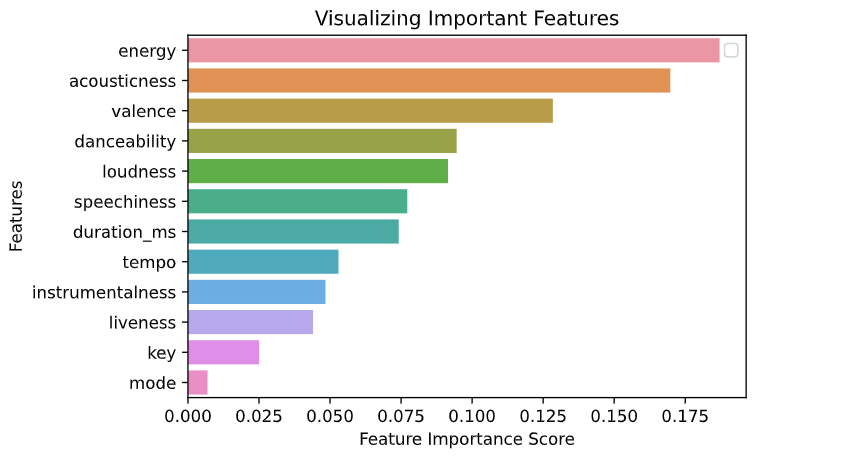 Visualizing Important Features
energy
acousticness
valence
danceability
loudness
speechiness
duration_ms
tempo
instrumentalness
liveness
key
mode
Features
0.000 0.025 0.050 0.075 0.100 0.125 0.150 0.175
Feature Importance Score